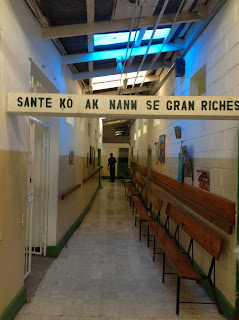 SANTE KO AK NANM SE GRAN RICHES